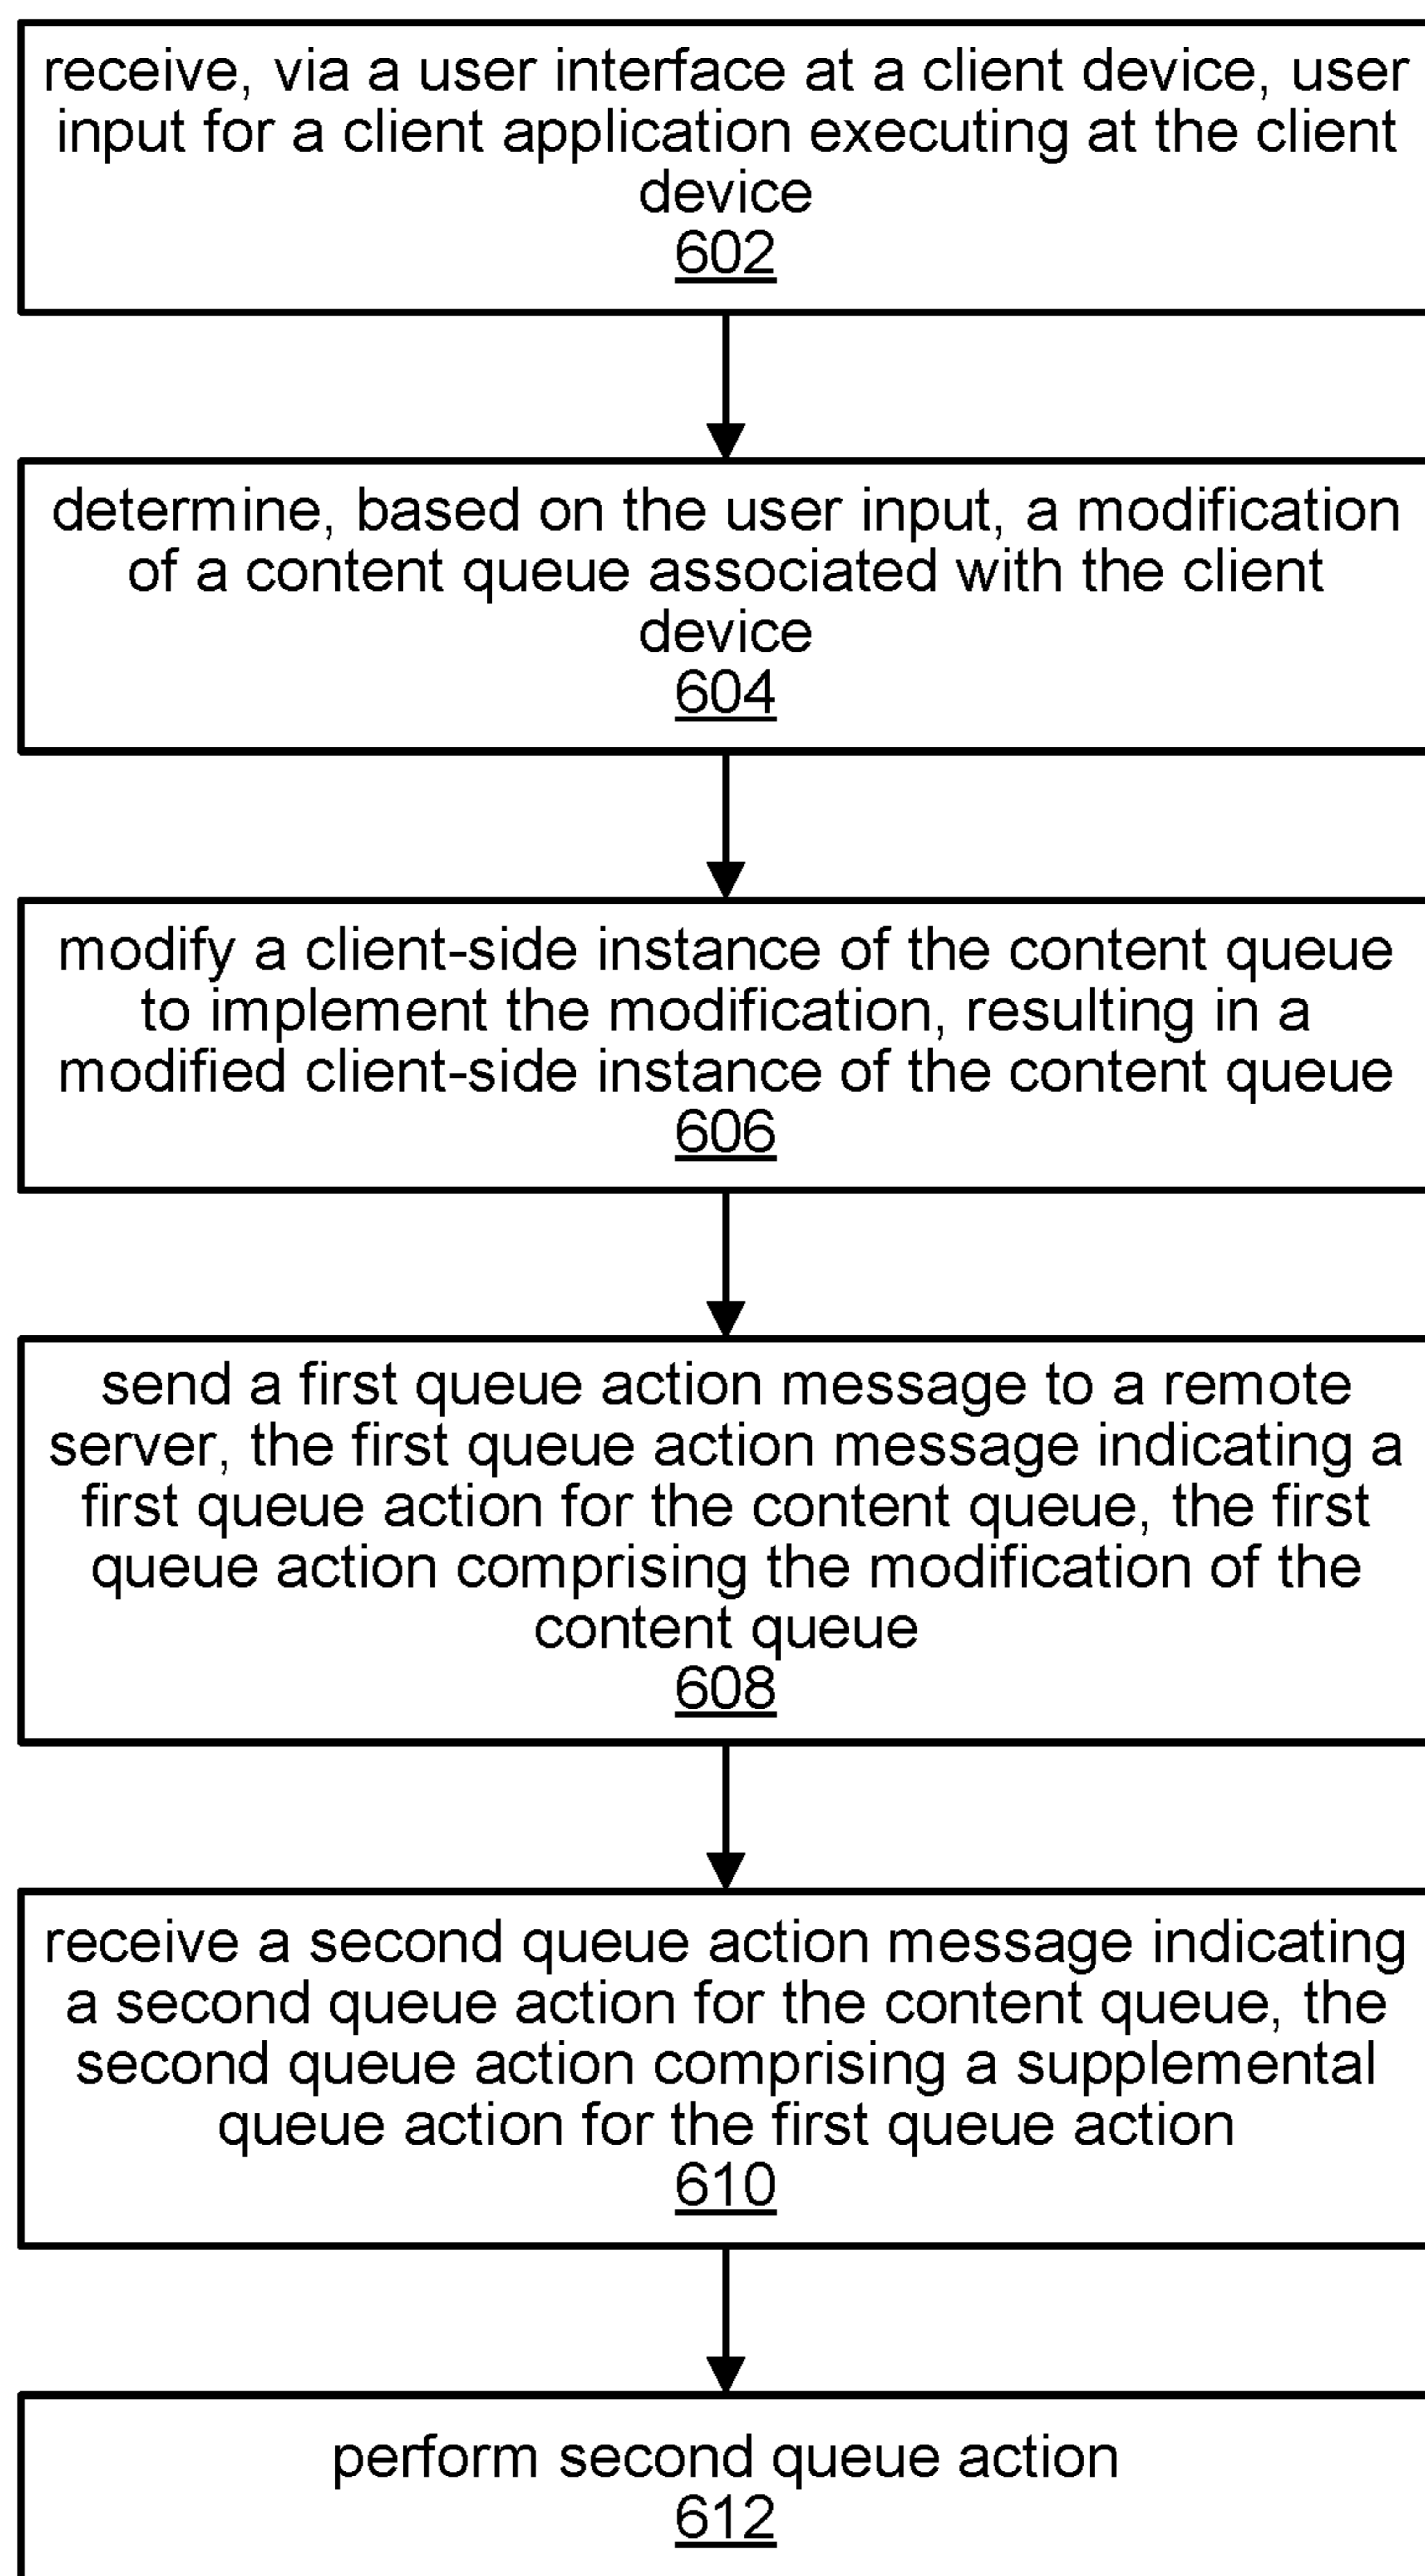 receive, via a user interface at a client device, user
input for a client application executing at the client
device
602
determine, based on the user input, a modification
of a content queue associated with the client
device
604
modify a client-side instance of the content queue
to implement the modification, resulting in a
modified client-side instance of the content queue
606
send a first queue action message to a remote
server, the first queue action message indicating a
first queue action for the content queue, the first
queue action comprising the modification of the
content queue
608
receive a second queue action message indicating
a second queue action for the content queue, the
second queue action comprising a supplemental
queue action for the first queue action
610
perform second queue action
612